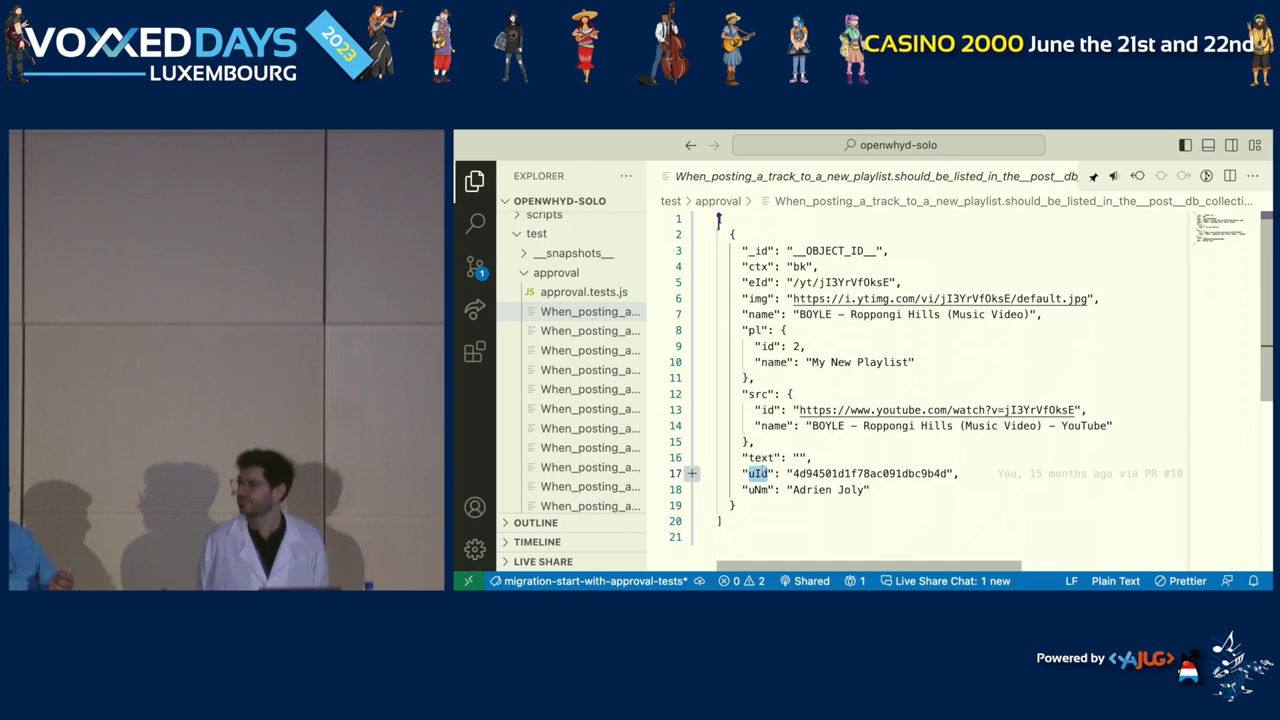 VOXXED DAYS
LUXEMBOURG
2023
CASINO 2000 June the 21st and 22nd
openwhyd-solo
EXPLORER
OPENWHYD-SOLO
scripts
test
__snapshots__
approval
JS approval.tests.js
When_posting_a...
When_posting_a...
When_posting_a...
When_posting_a...
When_posting_a...
When_posting_a...
When_posting_a...
When_posting_a...
When_posting_a...
When_posting_a...
When_posting_a...
OUTLINE
TIMELINE
LIVE SHARE
1
When_posting_a_track_to_a_new_playlist.should_be_listed_in_the__post__db_
test > approval > When_posting_a_track_to_a_new_playlist.should_be_listed_in_the__post__db_collecti...
1 [
2 {
3 "_id": "__OBJECT_ID__",
4 "ctx": "bk",
5 "eId": "/yt/jI3YrVfOksE",
6 "img": "https://i.ytimg.com/vi/jI3YrVfOksE/default.jpg",
7 "name": "BOYLE – Roppongi Hills (Music Video)",
8 "pl": {
9 "id": 2,
10 "name": "My New Playlist"
11 },
12 "src": {
13 "id": "https://www.youtube.com/watch?v=jI3YrVfOksE",
14 "name": "BOYLE – Roppongi Hills (Music Video) – YouTube"
15 },
16 "text": "",
17 "uId": "4d94501d1f78ac091dbc9b4d", You, 15 months ago via PR #10
18 "uNm": "Adrien Joly"
19 }
20 ]
21
migration-start-with-approval-tests* 0 2 Shared 1 Live Share Chat: 1 new LF Plain Text Prettier
Powered by <YAJUG>